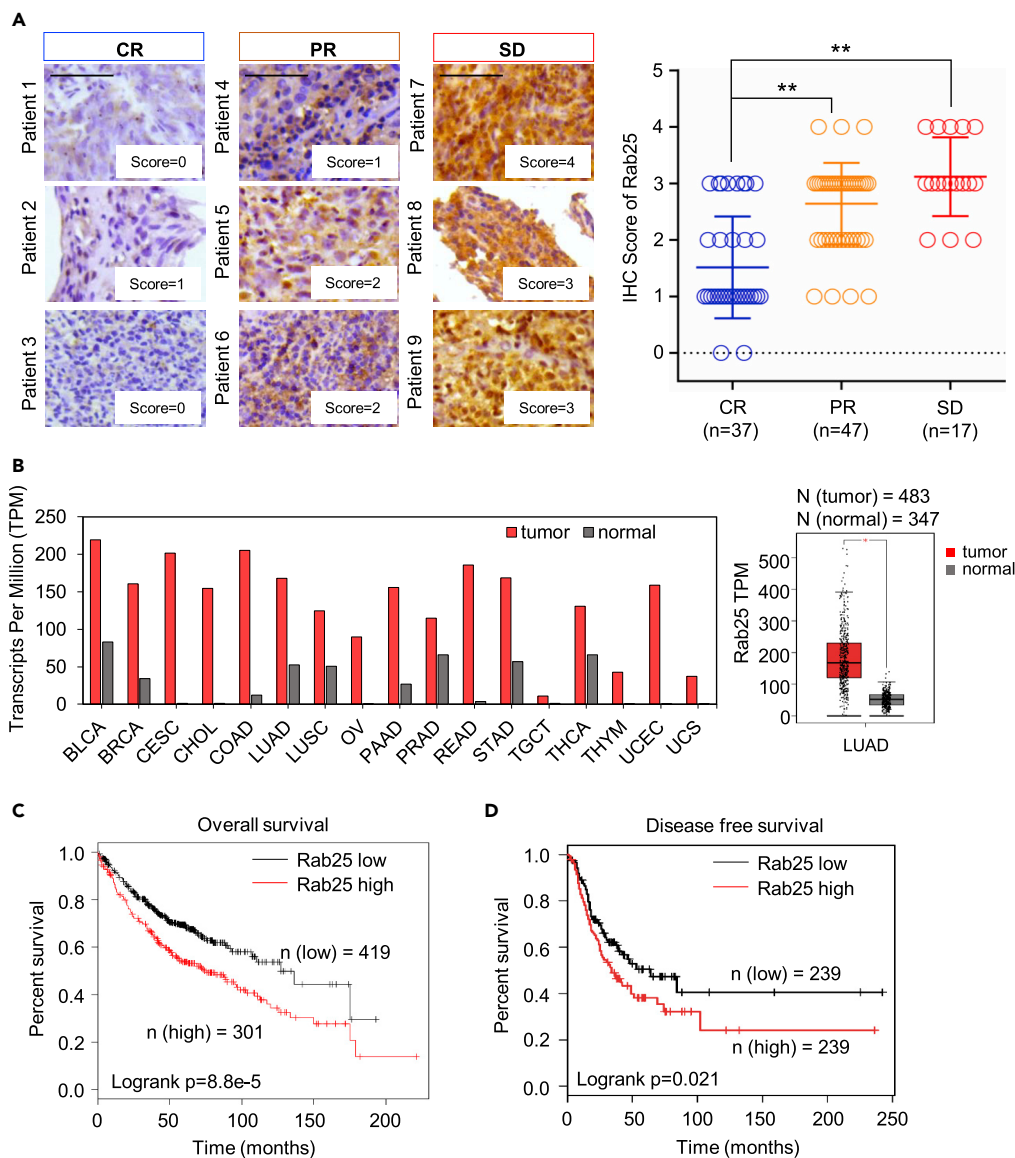 A
CR
PR
SD
Patient 1
Score=0
Patient 4
Score=1
Patient 7
Score=4
Patient 2
Score=1
Patient 5
Score=2
Patient 8
Score=3
Patient 3
Score=0
Patient 6
Score=2
Patient 9
Score=3
IHC Score of Rab25
5
4
3
2
1
0
**
**
CR
(n=37)
PR
(n=47)
SD
(n=17)
B
Transcripts Per Million (TPM)
250
200
150
100
50
0
tumor
normal
BLCA
BRCA
CESC
CHOL
COAD
LUAD
LUSC
OV
PAAD
PRAD
READ
STAD
TGCT
THCA
THYM
UCEC
UCS
N (tumor) = 483
N (normal) = 347
Rab25 TPM
500
400
300
200
100
0
*
tumor
normal
LUAD
C
Overall survival
Percent survival
1.0
0.8
0.6
0.4
0.2
0.0
Rab25 low
Rab25 high
n (low) = 419
n (high) = 301
Logrank p=8.8e-5
0
50
100
150
200
Time (months)
D
Disease free survival
Percent survival
1.0
0.8
0.6
0.4
0.2
0.0
Rab25 low
Rab25 high
n (low) = 239
n (high) = 239
Logrank p=0.021
0
50
100
150
200
250
Time (months)